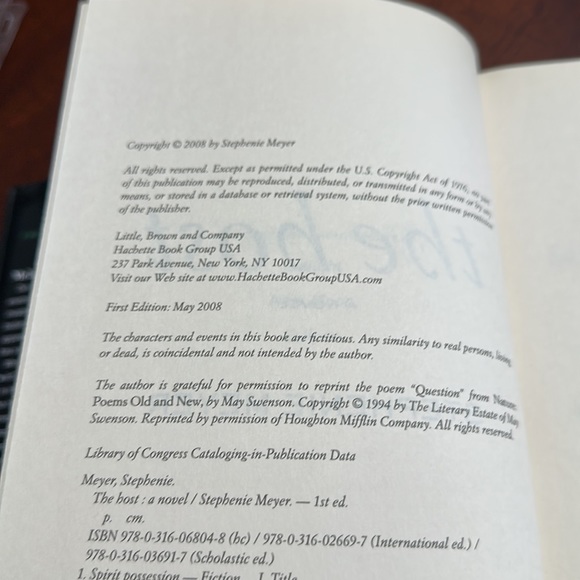 Copyright © 2008 by Stephenie Meyer
All rights reserved. Except as permitted under the U.S. Copyright Act of 1976, no part
of this publication may be reproduced, distributed, or transmitted in any form or by any
means, or stored in a database or retrieval system, without the prior written permission
of the publisher.
Little, Brown and Company
Hachette Book Group USA
237 Park Avenue, New York, NY 10017
Visit our Web site at www.HachetteBookGroupUSA.com
First Edition: May 2008
The characters and events in this book are fictitious. Any similarity to real persons, living
or dead, is coincidental and not intended by the author.
The author is grateful for permission to reprint the poem "Question" from Nature:
Poems Old and New, by May Swenson. Copyright © 1994 by The Literary Estate of May
Swenson. Reprinted by permission of Houghton Mifflin Company. All rights reserved.
Library of Congress Cataloging-in-Publication Data
Meyer, Stephenie.
The host : a novel / Stephenie Meyer. — 1st ed.
p. cm.
ISBN 978-0-316-06804-8 (hc) / 978-0-316-02669-7 (International ed.) /
978-0-316-03691-7 (Scholastic ed.)
1. Spirit possession — Fiction. I. Title.